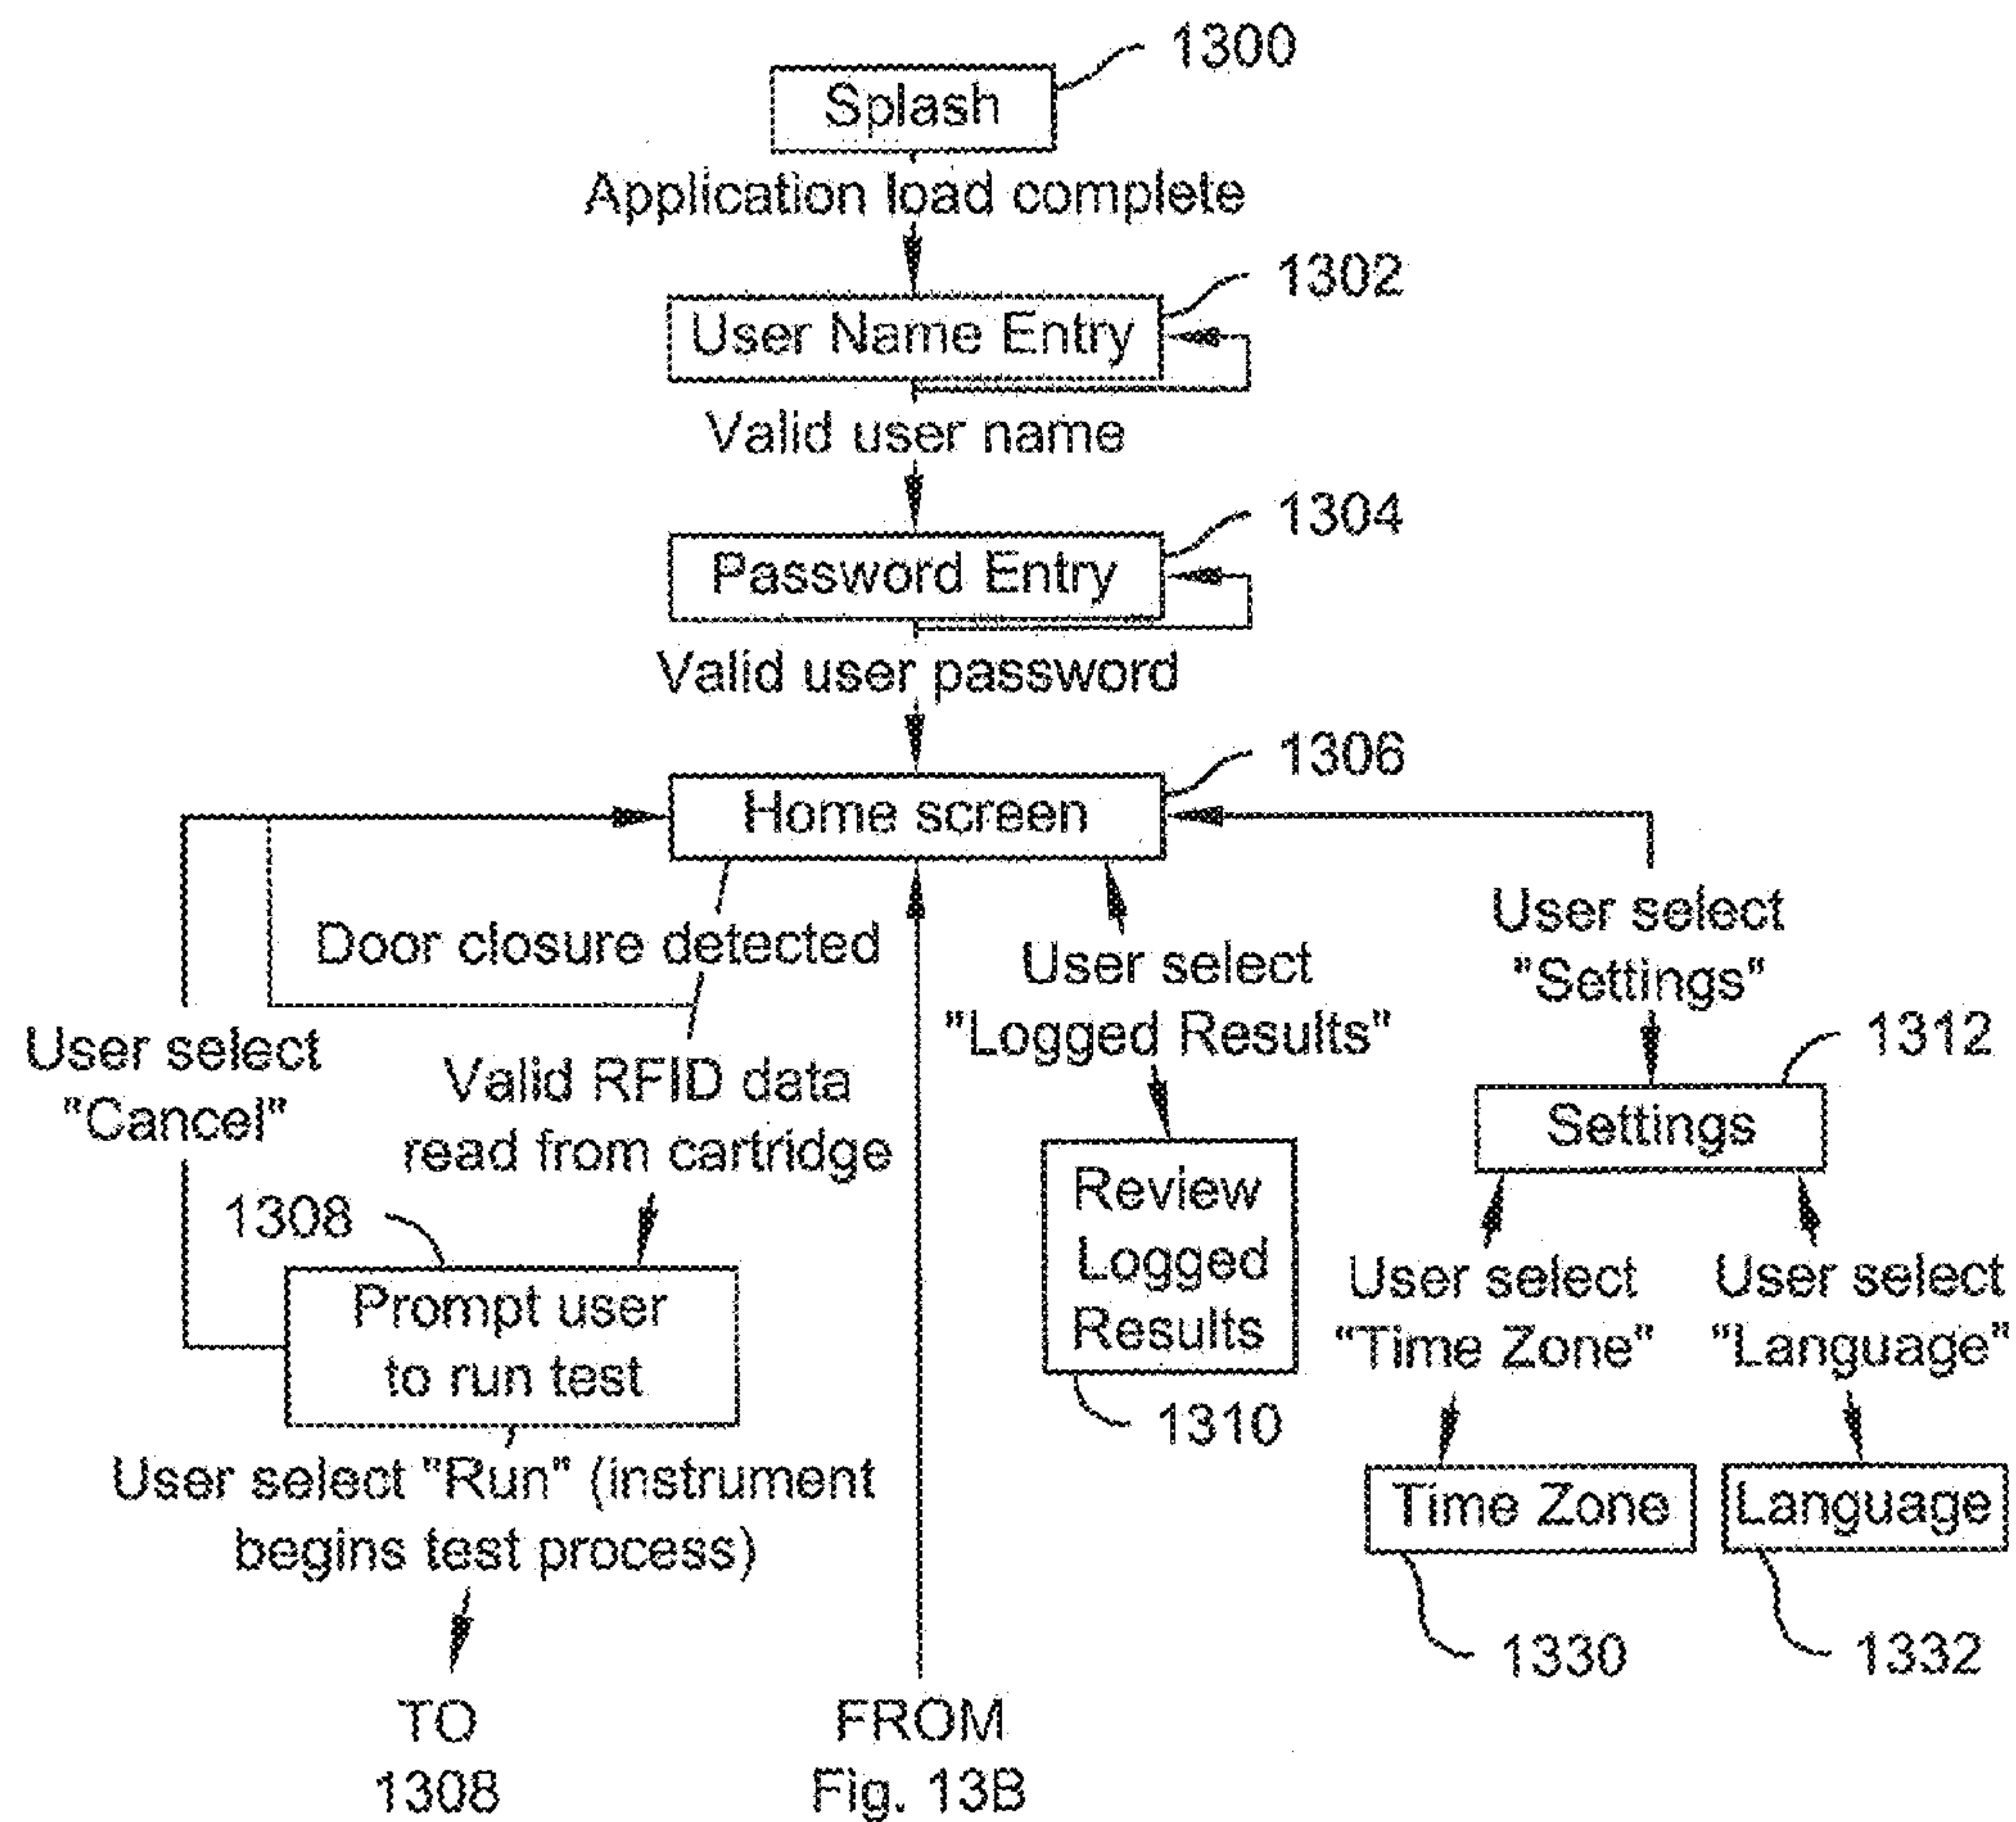 1300
Splash
Application load complete
1302
User Name Entry
Valid user name
1304
Password Entry
Valid user password
1306
Home screen
Door closure detected
User select
"Cancel"
Valid RFID data
read from cartridge
User select
"Logged Results"
User select
"Settings"
1312
Settings
1308
Prompt user
to run test
Review
Logged
Results
1310
User select
"Time Zone"
User select
"Language"
User select "Run" (instrument
begins test process)
Time Zone
Language
1330
1332
TO
1308
FROM
Fig. 13B